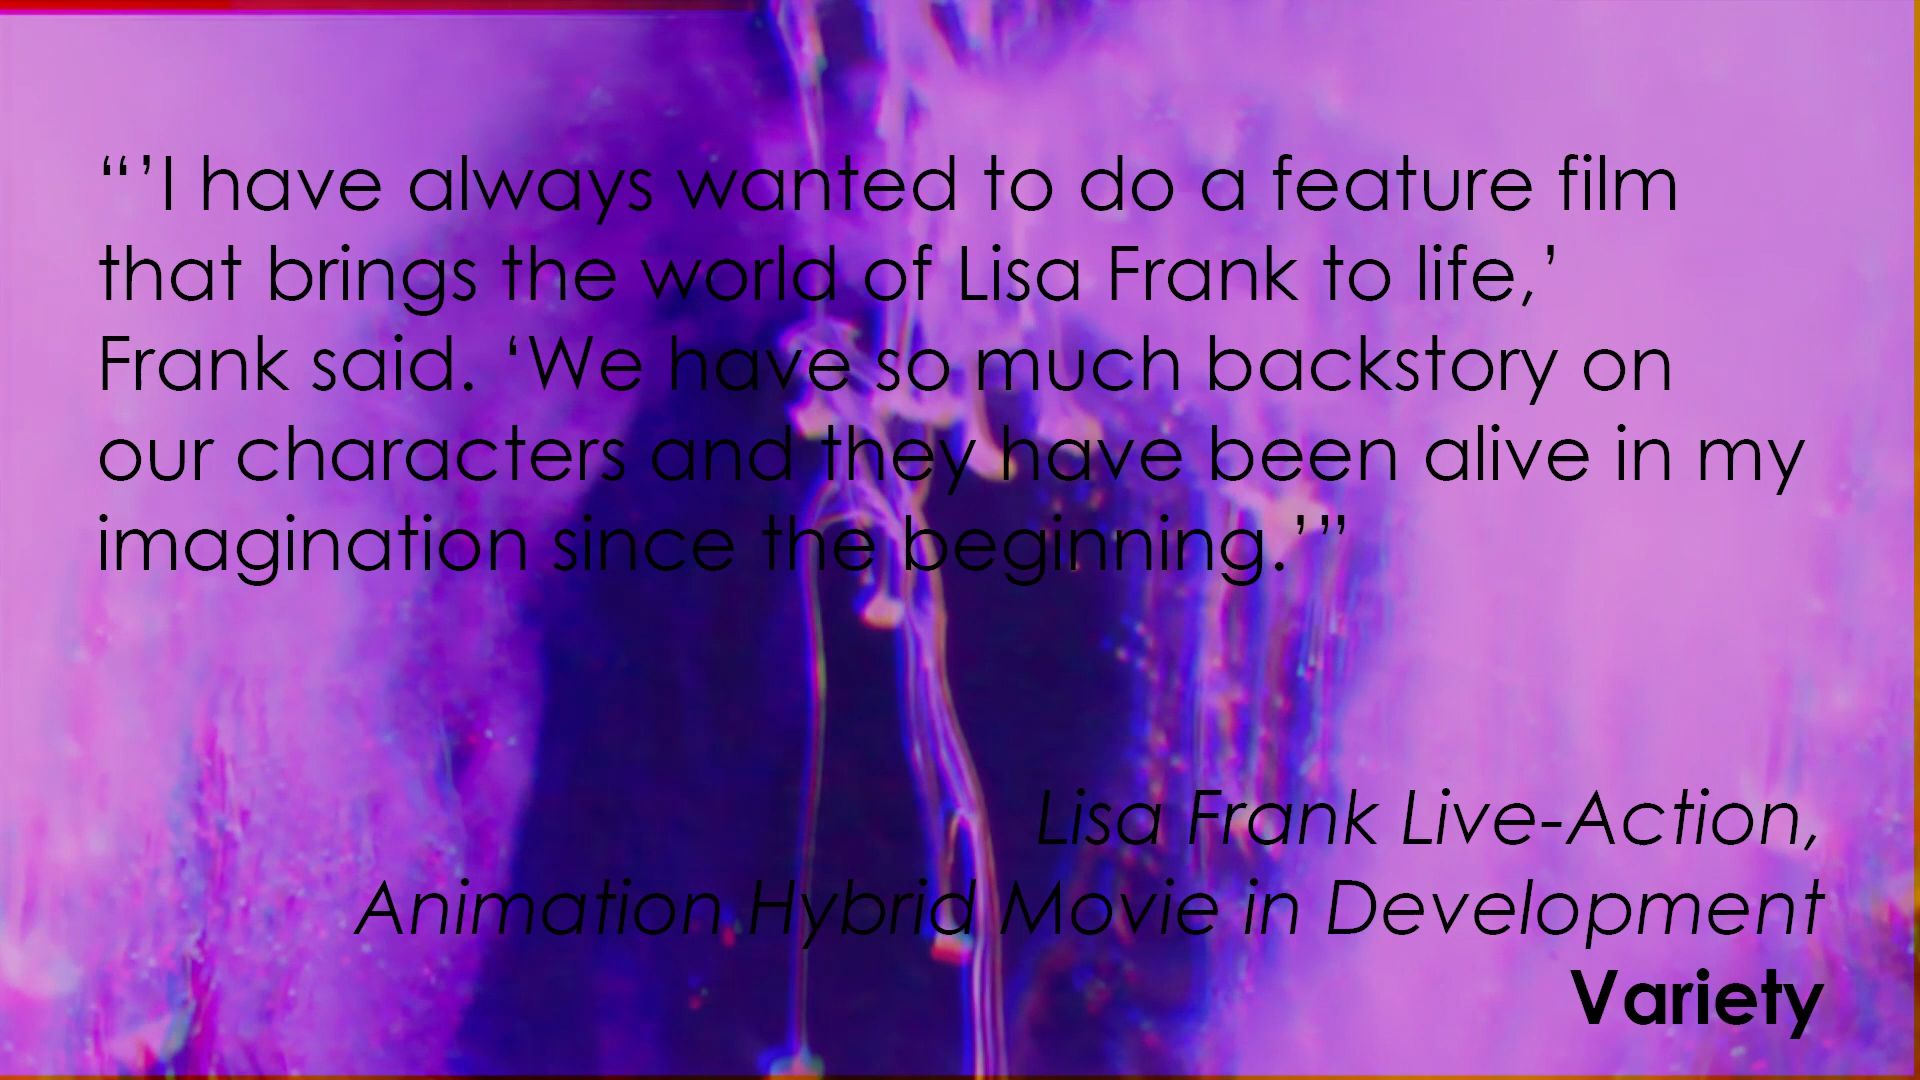 “’I have always wanted to do a feature film
that brings the world of Lisa Frank to life,’
Frank said. ‘We have so much backstory on
our characters and they have been alive in my
imagination since the beginning.’”
Lisa Frank Live-Action,
Animation Hybrid Movie in Development
Variety